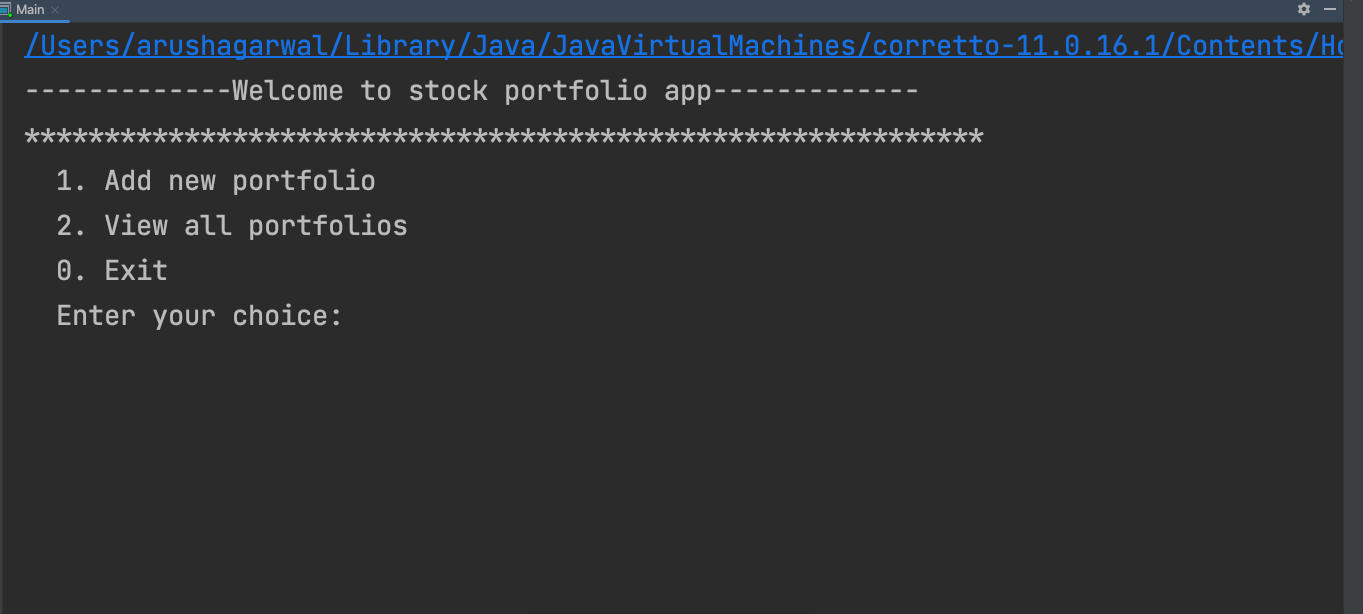 Main
/Users/arushagarwal/Library/Java/JavaVirtualMachines/corretto-11.0.16.1/Contents/Ho
-------------Welcome to stock portfolio app-------------
************************************************************
1. Add new portfolio
2. View all portfolios
0. Exit
Enter your choice: